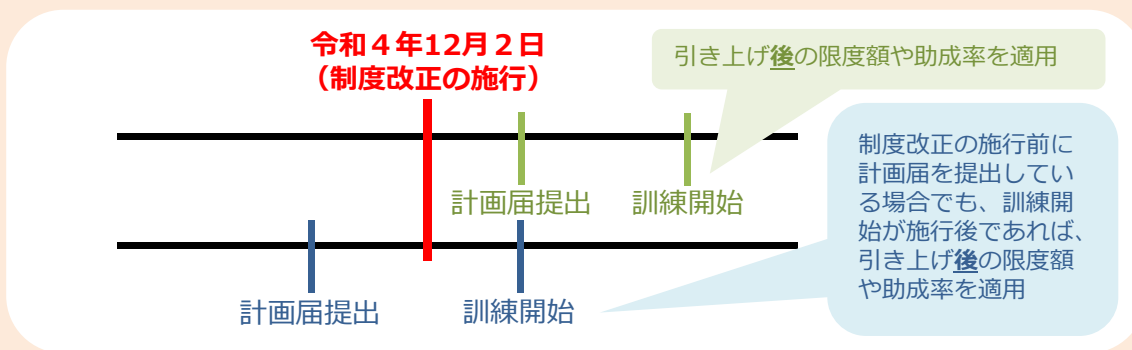 令和４年12月２日
（制度改正の施行）
引き上げ後の限度額や助成率を適用
計画届提出
訓練開始
制度改正の施行前に
計画届を提出してい
る場合でも、訓練開
始が施行後であれば、
引き上げ後の限度額
や助成率を適用
計画届提出
訓練開始